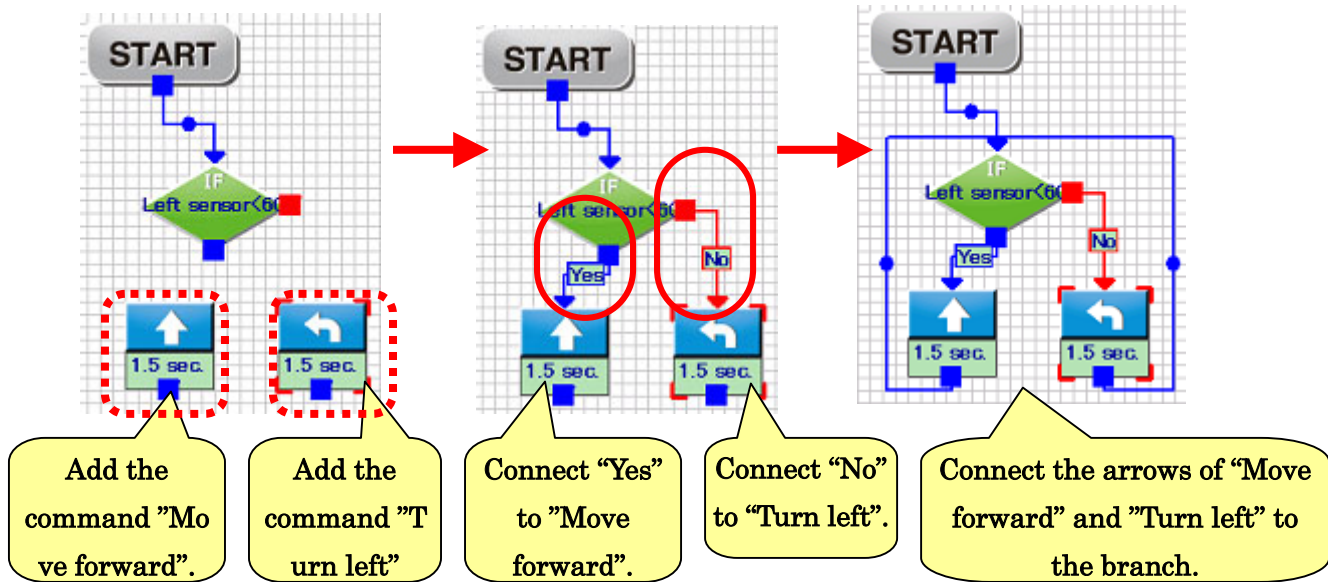 START
IF
Left sensor<60
1.5 sec.
1.5 sec.
START
IF
Left sensor<60
Yes
No
1.5 sec.
1.5 sec.
START
IF
Left sensor<60
Yes
No
1.5 sec.
1.5 sec.
Add the
command ”Mo
ve forward”.
Add the
command ”T
urn left”
Connect “Yes”
to “Move
forward”.
Connect “No”
to “Turn left”.
Connect the arrows of “Move
forward” and ”Turn left” to
the branch.